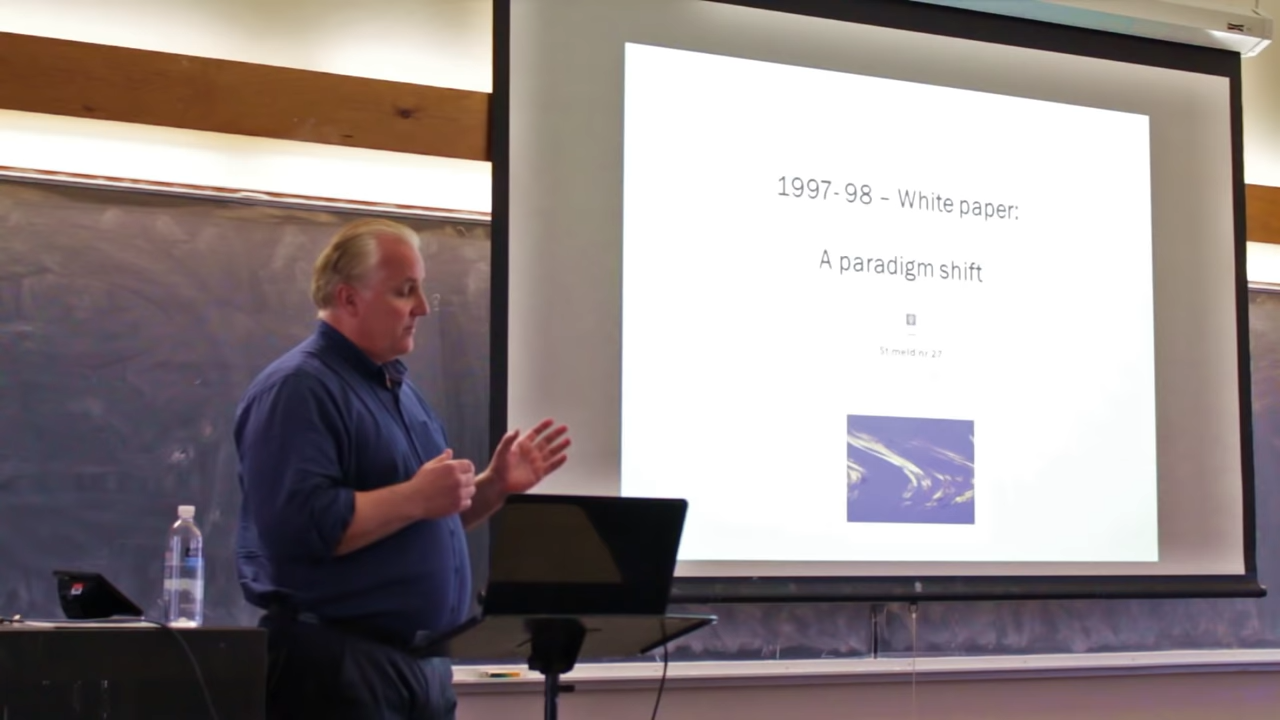 1997-98 – White paper:
A paradigm shift
St meld nr 27